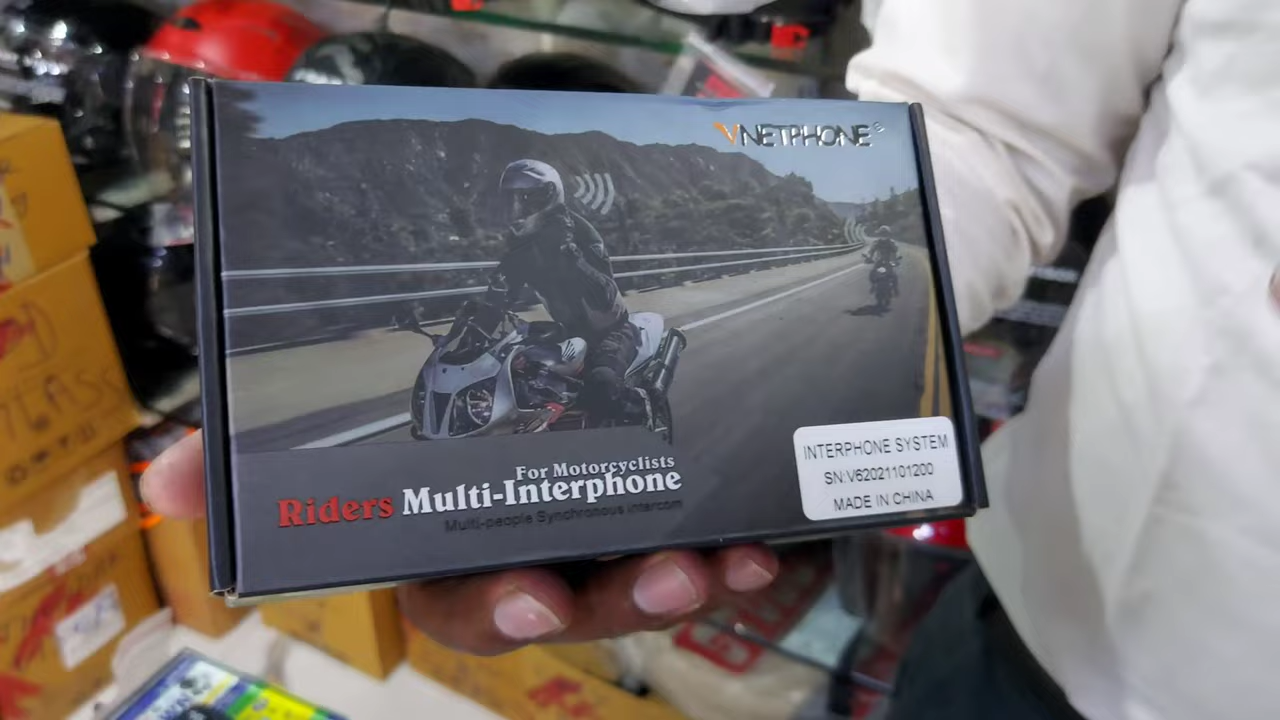 VNETPHONE
For Motorcyclists
Riders Multi-Interphone
Multi-people Synchronous Intercom
INTERPHONE SYSTEM
SN:V62021101200
MADE IN CHINA